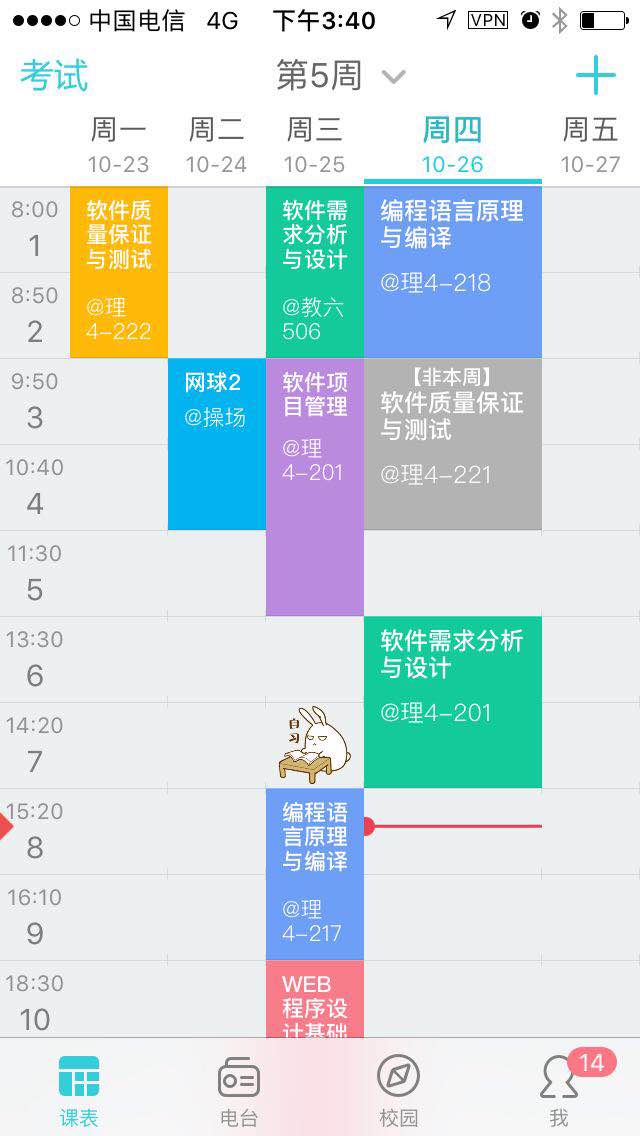 中国电信 4G 下午3:40 VPN
考试 第5周
周一 周二 周三 周四 周五
10-23 10-24 10-25 10-26 10-27
8:00
1
8:50
2
9:50
3
10:40
4
11:30
5
13:30
6
14:20
7
15:20
8
16:10
9
18:30
10
软件质
量保证
与测试
@理
4-222
网球2
@操场
软件需
求分析
与设计
@教六
506
软件项
目管理
@理
4-201
自
习
编程语
言原理
与编译
@理
4-217
WEB
程序设
计基础
编程语言原理
与编译
@理4-218
【非本周】
软件质量保证
与测试
@理4-221
软件需求分析
与设计
@理4-201
14
课表 电台 校园 我